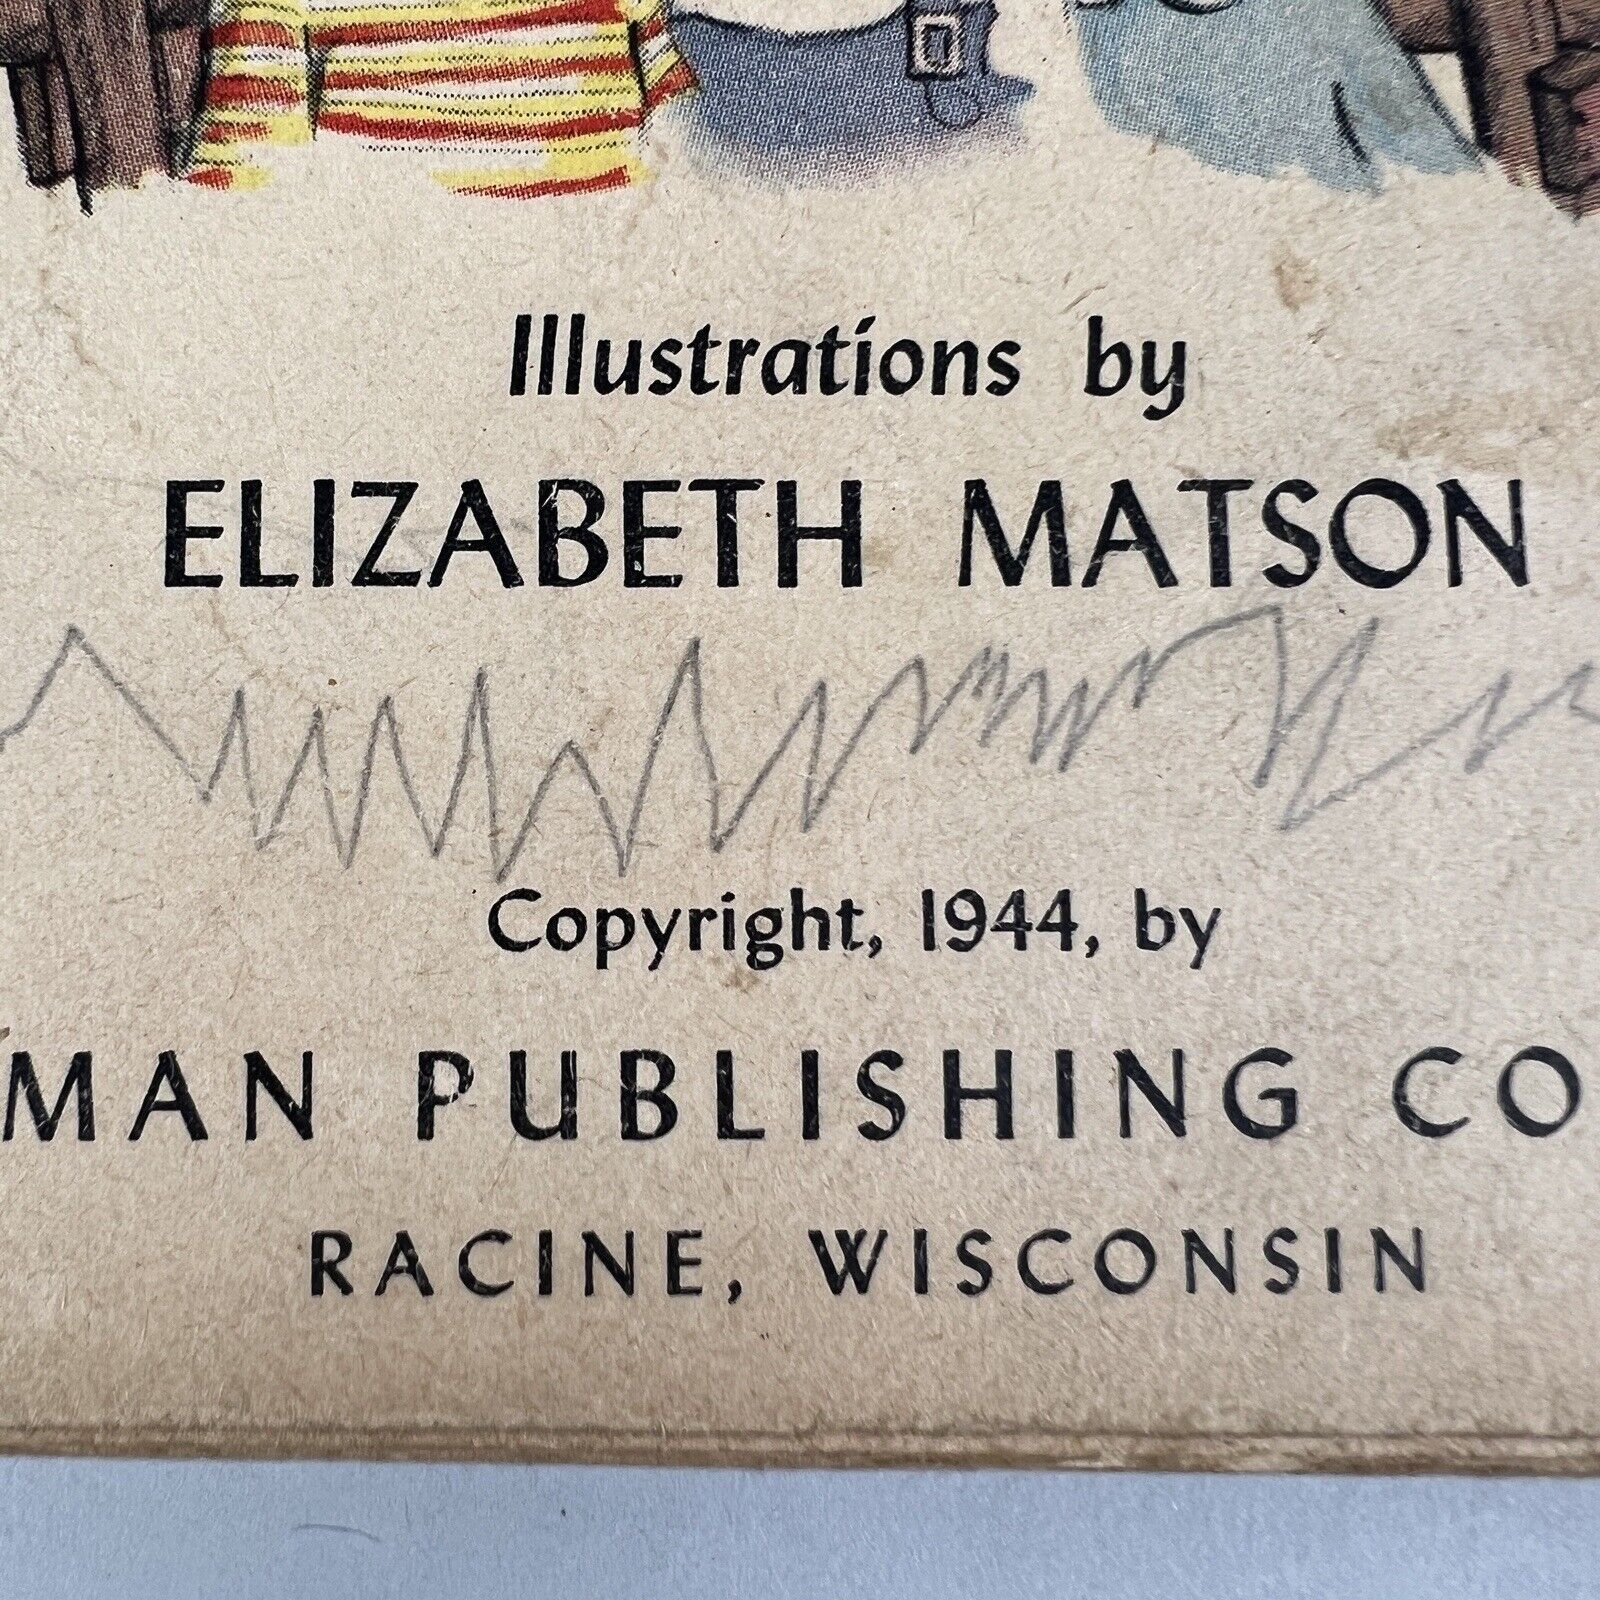 Illustrations by
ELIZABETH MATSON
Copyright, 1944, by
MAN PUBLISHING CO
RACINE, WISCONSIN